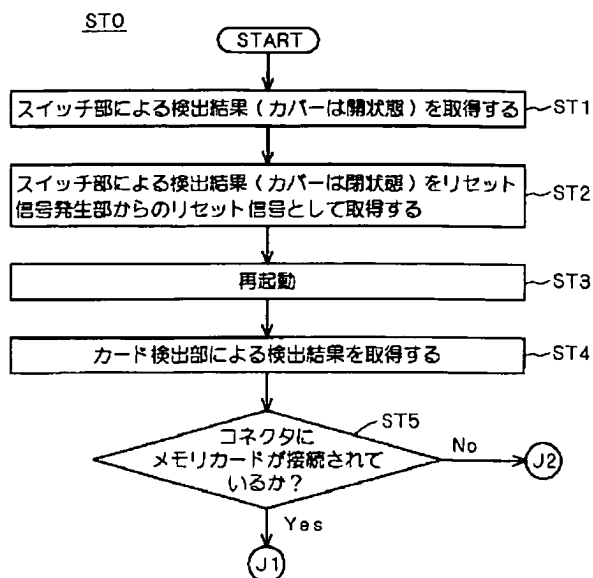 ST0
START
スイッチ部による検出結果(カバーは開状態)を取得する
ST1
スイッチ部による検出結果(カバーは閉状態)をリセット
信号発生部からのリセット信号として取得する
ST2
再起動
ST3
カード検出部による検出結果を取得する
ST4
ST5
コネクタに
メモリカードが接続されて
いるか?
No
J2
Yes
J1